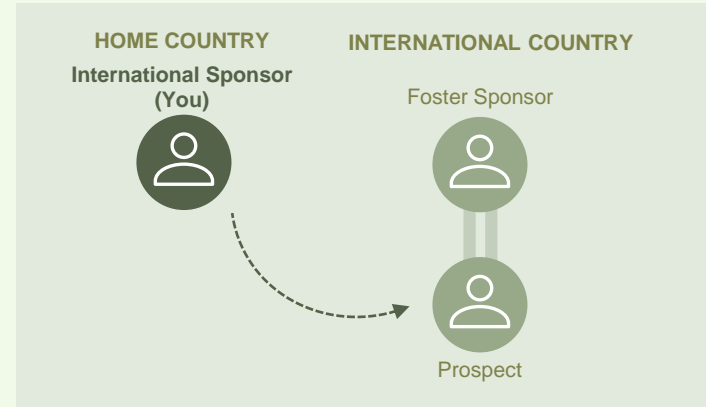 HOME COUNTRY
International Sponsor
(You)
INTERNATIONAL COUNTRY
Foster Sponsor
Prospect